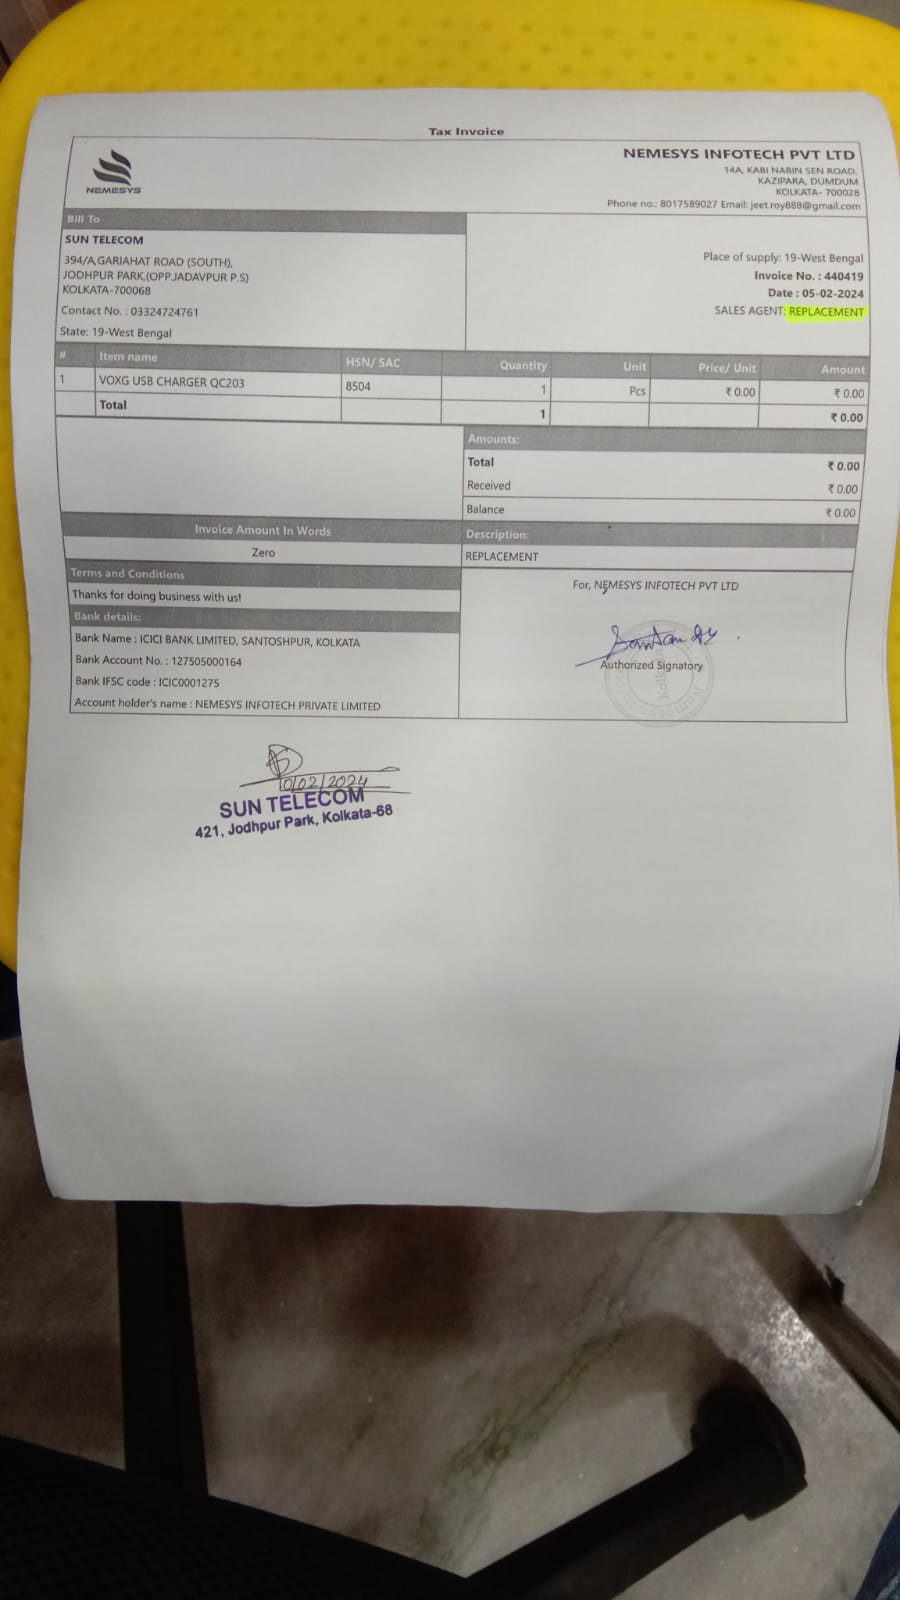 Tax Invoice
NEMESYS
NEMESYS INFOTECH PVT LTD
14A, KABI NABIN SEN ROAD,
KAZIPARA, DUMDUM
KOLKATA- 700028
Phone no.: 8017589027 Email: jeet.roy888@gmail.com
Bill To
SUN TELECOM
394/A,GARIAHAT ROAD (SOUTH),
JODHPUR PARK,(OPP.JADAVPUR P.S)
KOLKATA-700068
Contact No. : 03324724761
State: 19-West Bengal
Place of supply: 19-West Bengal
Invoice No. : 440419
Date : 05-02-2024
SALES AGENT: REPLACEMENT
# Item name HSN/ SAC Quantity Unit Price/ Unit Amount
1 VOXG USB CHARGER QC203 8504 1 Pcs ₹ 0.00 ₹ 0.00
Total 1 ₹ 0.00
Amounts:
Total ₹ 0.00
Received ₹ 0.00
Balance ₹ 0.00
Invoice Amount In Words
Zero
Description:
REPLACEMENT
Terms and Conditions
Thanks for doing business with us!
Bank details:
Bank Name : ICICI BANK LIMITED, SANTOSHPUR, KOLKATA
Bank Account No. : 127505000164
Bank IFSC code : ICIC0001275
Account holder's name : NEMESYS INFOTECH PRIVATE LIMITED
For, NEMESYS INFOTECH PVT LTD
Authorized Signatory
Kolkata
10/02/2024
SUN TELECOM
421, Jodhpur Park, Kolkata-68